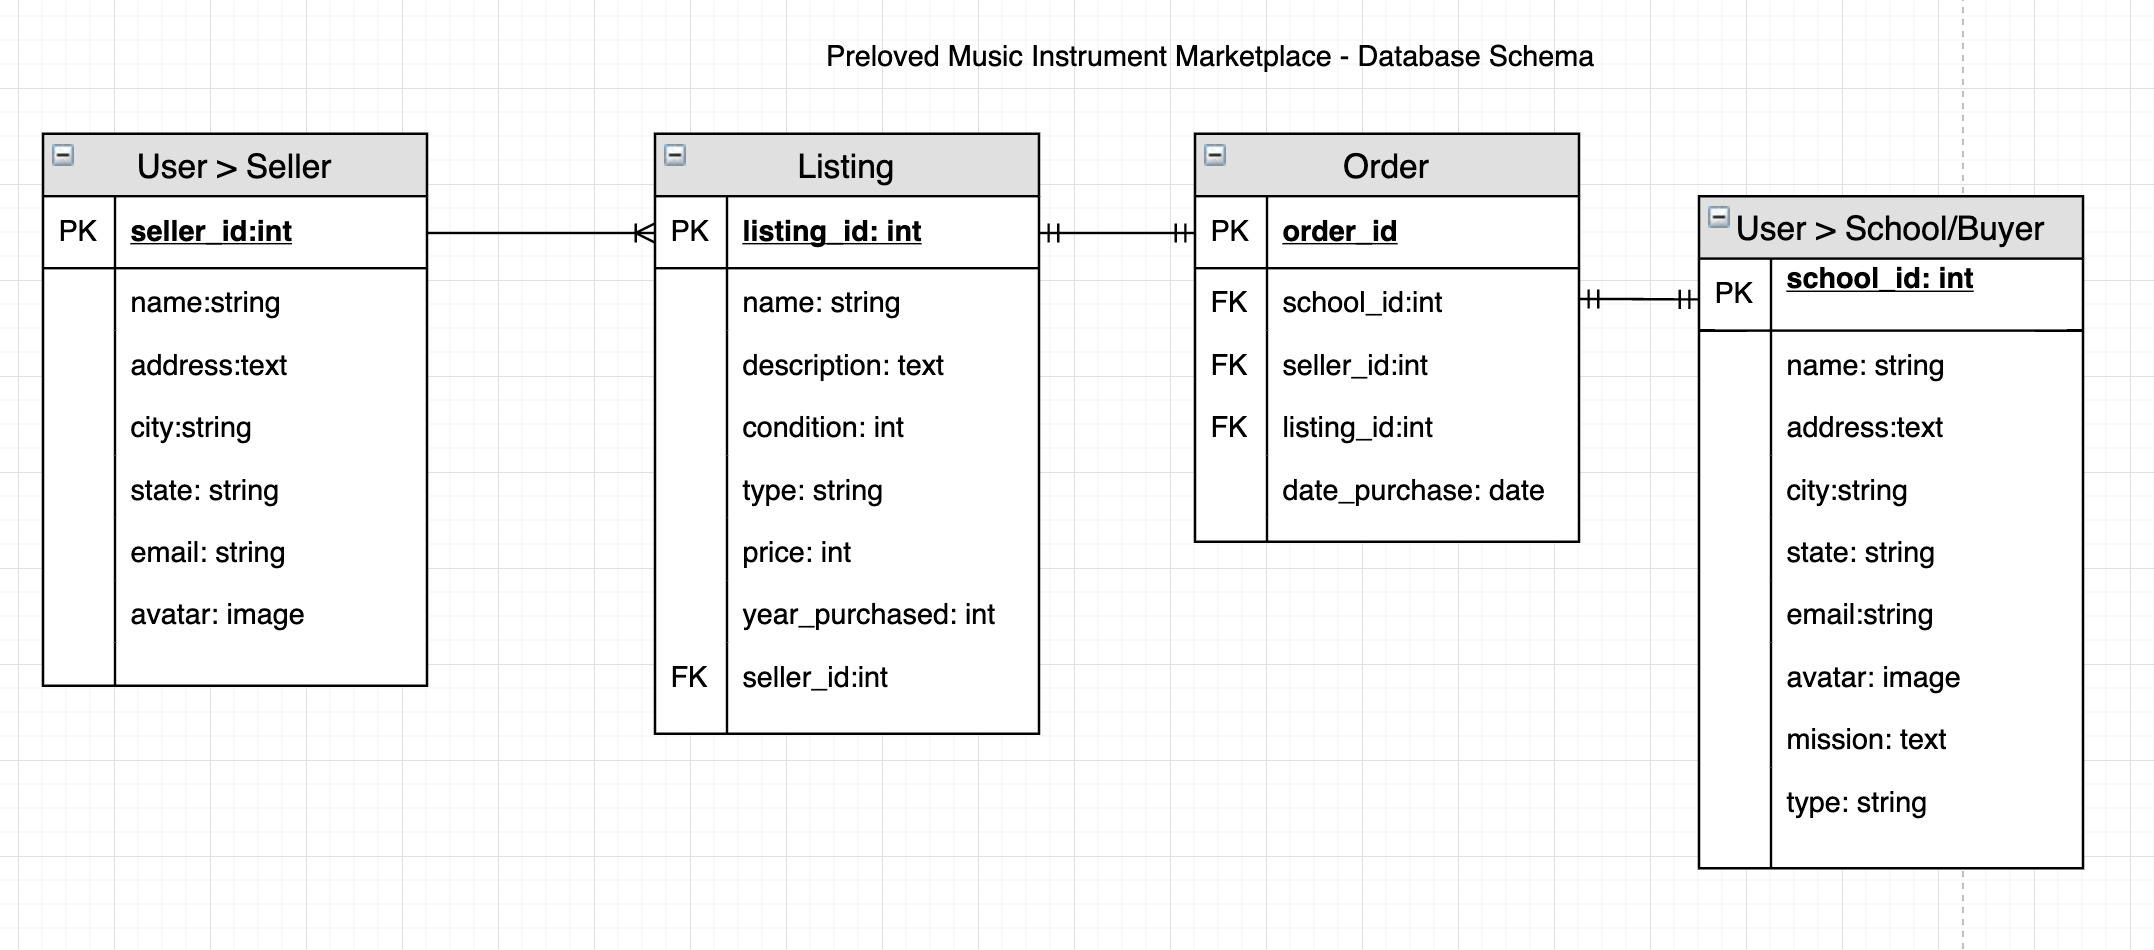 Preloved Music Instrument Marketplace - Database Schema
User > Seller
PK seller_id:int
name:string
address:text
city:string
state: string
email: string
avatar: image
Listing
PK listing_id: int
name: string
description: text
condition: int
type: string
price: int
year_purchased: int
FK seller_id:int
Order
PK order_id
FK school_id:int
FK seller_id:int
FK listing_id:int
date_purchase: date
User > School/Buyer
PK school_id: int
name: string
address:text
city:string
state: string
email:string
avatar: image
mission: text
type: string